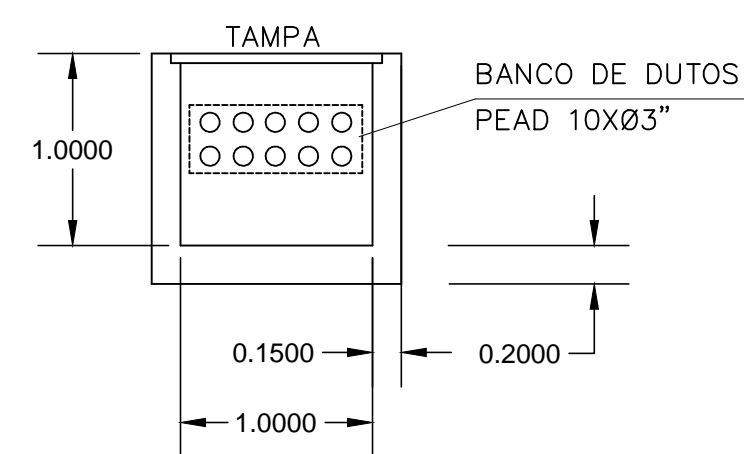 TAMPA
BANCO DE DUTOS
PEAD 10XØ3"
1.0000
0.1500
0.2000
1.0000